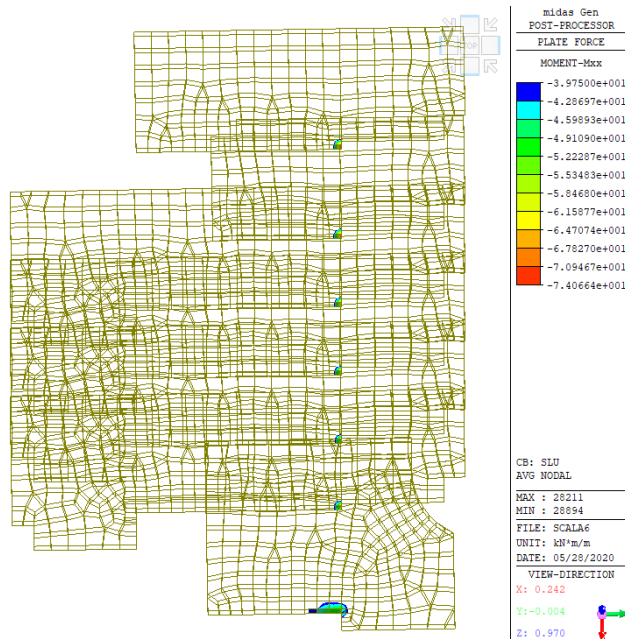 midas Gen
POST-PROCESSOR
PLATE FORCE
MOMENT-Mxx
-3.97500e+001
-4.28697e+001
-4.59893e+001
-4.91090e+001
-5.22287e+001
-5.53483e+001
-5.84680e+001
-6.15877e+001
-6.47074e+001
-6.78270e+001
-7.09467e+001
-7.40664e+001
CB: SLU
AVG NODAL
MAX : 28211
MIN : 28894
FILE: SCALA6
UNIT: kN*m/m
DATE: 05/28/2020
VIEW-DIRECTION
X: 0.242
Y:-0.004
Z: 0.970